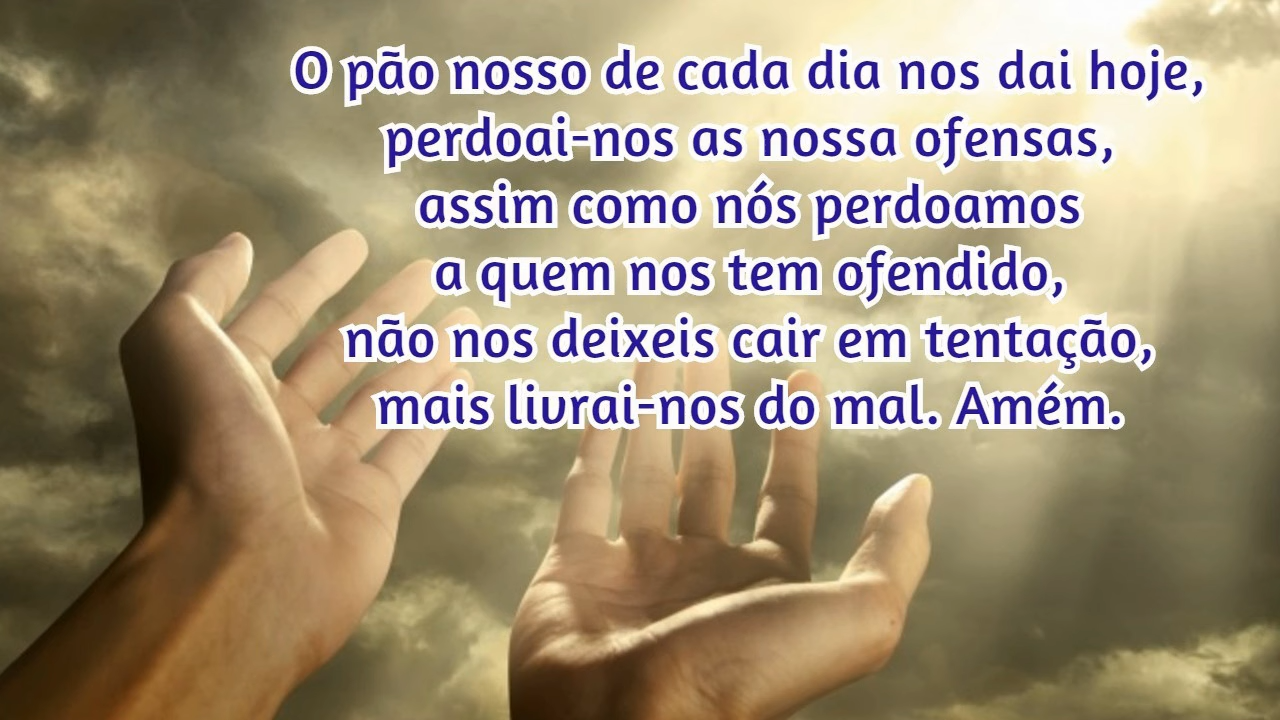 O pão nosso de cada dia nos dai hoje,
perdoai-nos as nossa ofensas,
assim como nós perdoamos
a quem nos tem ofendido,
não nos deixeis cair em tentação,
mais livrai-nos do mal. Amém.